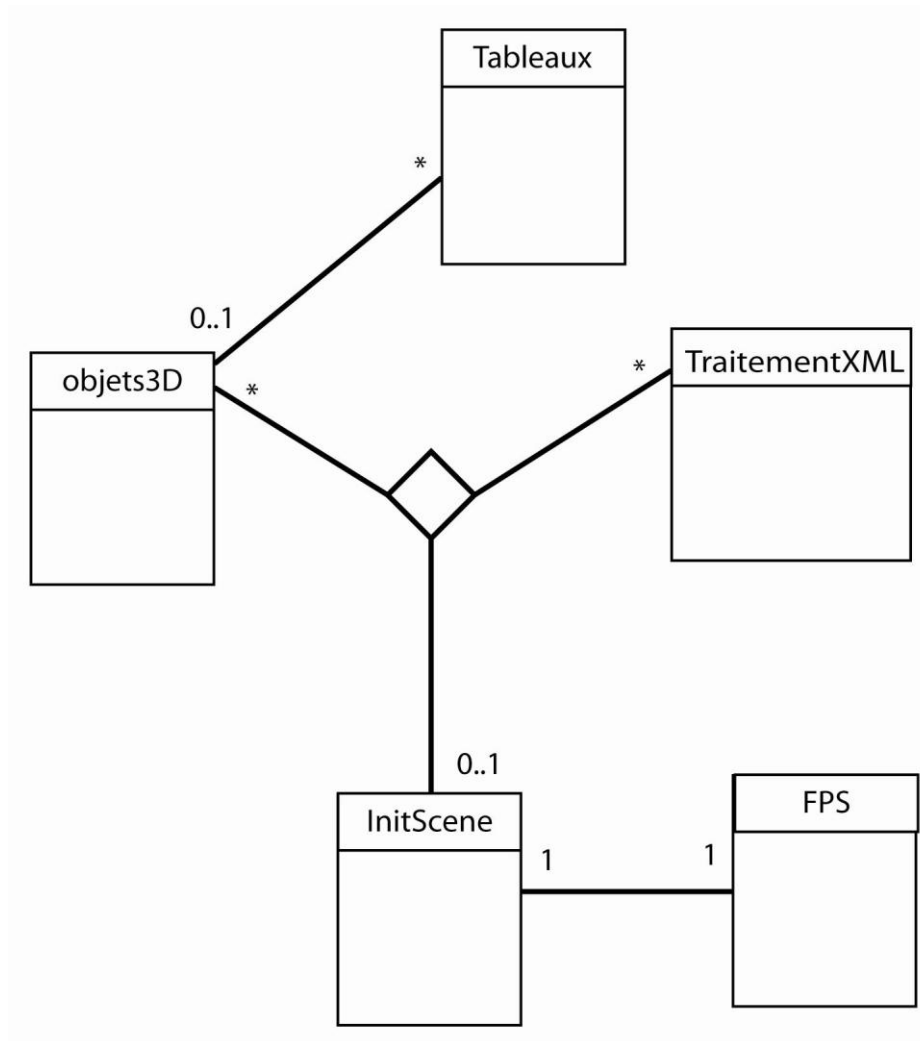 Tableaux
*
0..1
objets3D
*
*
TraitementXML
0..1
InitScene
1
1
FPS